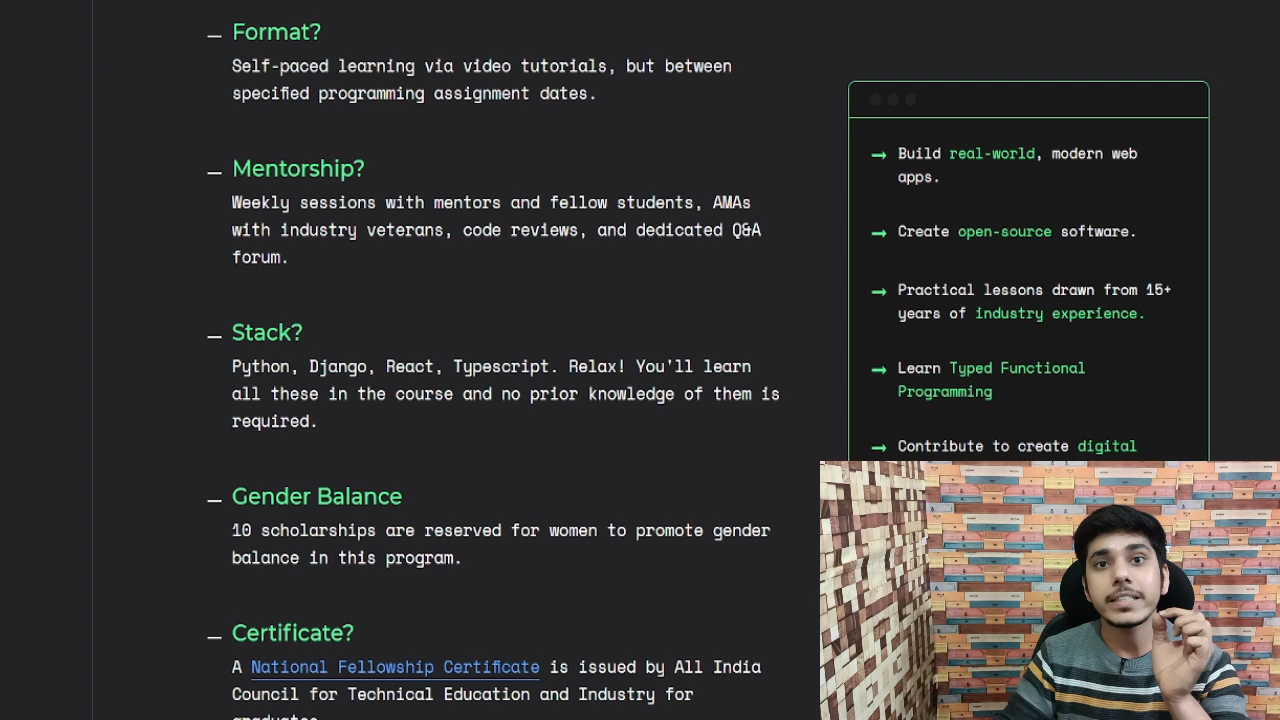 Format?
Self-paced learning via video tutorials, but between
specified programming assignment dates.
Mentorship?
Weekly sessions with mentors and fellow students, AMAs
with industry veterans, code reviews, and dedicated Q&A
forum.
Stack?
Python, Django, React, Typescript. Relax! You'll learn
all these in the course and no prior knowledge of them is
required.
Gender Balance
10 scholarships are reserved for women to promote gender
balance in this program.
Certificate?
A National Fellowship Certificate is issued by All India
Council for Technical Education and Industry for
graduates.
Build real-world, modern web
apps.
Create open-source software.
Practical lessons drawn from 15+
years of industry experience.
Learn Typed Functional
Programming
Contribute to create digital